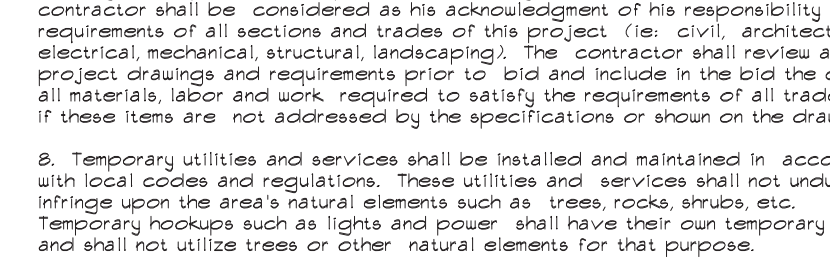 contractor shall be considered as his acknowledgment of his responsibility
requirements of all sections and trades of this project (ie: civil,
electrical, mechanical, structural, landscaping). The contractor shall review
project drawings and requirements prior to bid and include in the bid the
all materials, labor and work required to satisfy the requirements of all
if these items are not addressed by the specifications or shown on the
8. Temporary utilities and services shall be installed and maintained in
with local codes and regulations. These utilities and services shall not
infringe upon the area's natural elements such as trees, rocks, shrubs, etc.
Temporary hookups such as lights and power shall have their own temporary
and shall not utilize trees or other natural elements for that purpose.